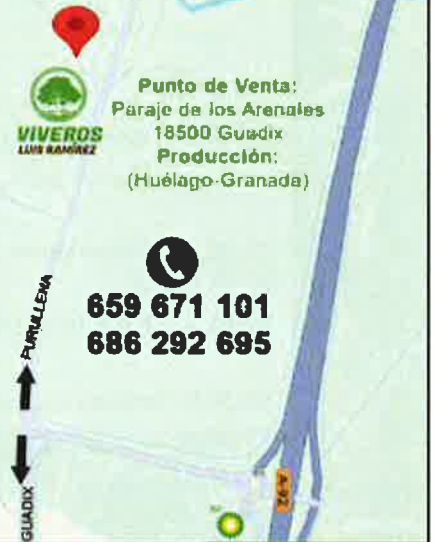 Punto de Venta:
Paraje de los Arenales
18500 Guadix
Producción:
(Huélago-Granada)
VIVEROS
LUIS RAMÍREZ
659 671 101
686 292 695
PURULLENA
GUADIX
A-92